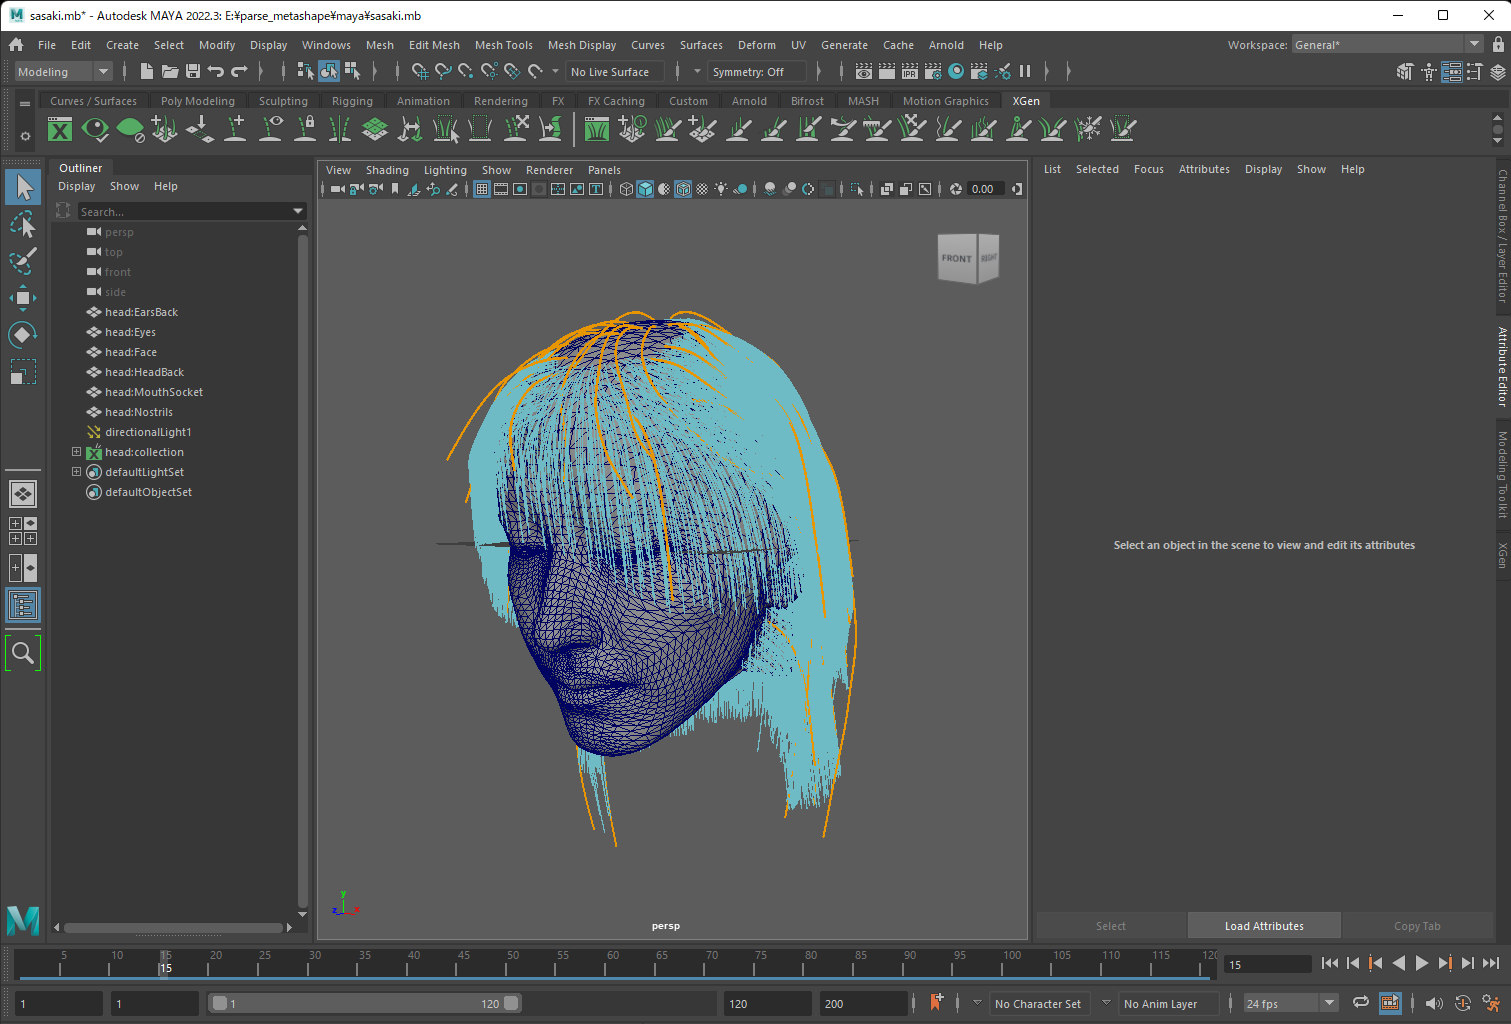 sasaki.mb* - Autodesk MAYA 2022.3: E:¥parse_metashape¥maya¥sasaki.mb
File Edit Create Select Modify Display Windows Mesh Edit Mesh Mesh Tools Mesh Display Curves Surfaces Deform UV Generate Cache Arnold Help Workspace: General*
Modeling No Live Surface Symmetry: Off IPR
Curves / Surfaces Poly Modeling Sculpting Rigging Animation Rendering FX FX Caching Custom Arnold Bifrost MASH Motion Graphics XGen
Outliner
Display Show Help
Search...
persp
top
front
side
head:EarsBack
head:Eyes
head:Face
head:HeadBack
head:MouthSocket
head:Nostrils
directionalLight1
head:collection
defaultLightSet
defaultObjectSet
View Shading Lighting Show Renderer Panels
0.00
FRONT RIGHT
y
z x
persp
List Selected Focus Attributes Display Show Help
Select an object in the scene to view and edit its attributes
Select Load Attributes Copy Tab
Channel Box / Layer Editor
Attribute Editor
Modeling Toolkit
XGen
M
5 10 15 20 25 30 35 40 45 50 55 60 65 70 75 80 85 90 95 100 105 110 115 120
15 15
1 1 1 120 120 200 No Character Set No Anim Layer 24 fps